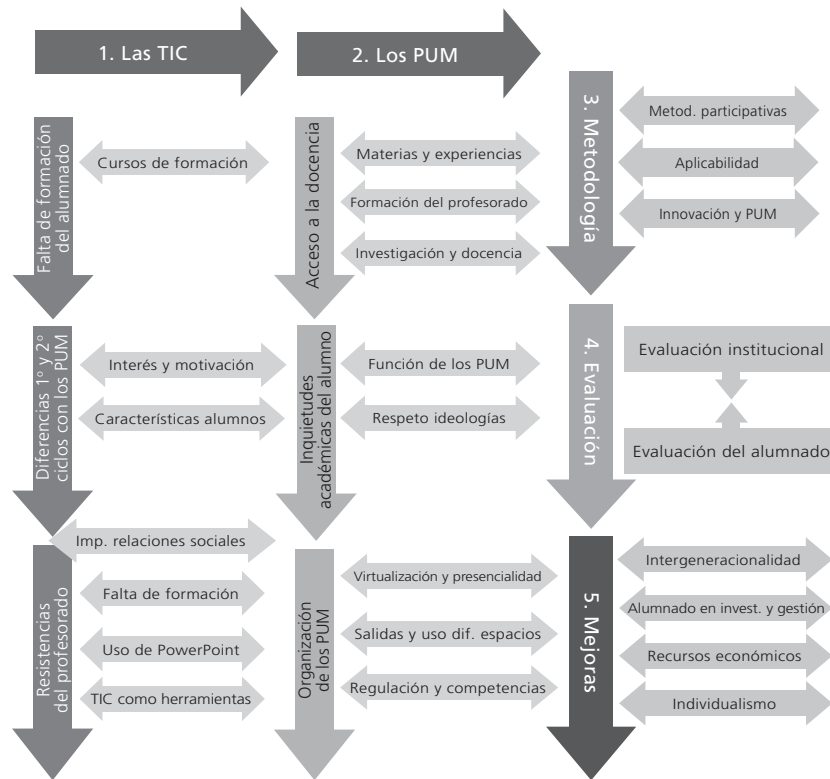 1. Las TIC
Falta de formación
del alumnado
Cursos de formación
Diferencias 1º y 2º
ciclos con los PUM
Interés y motivación
Características alumnos
Resistencias
del profesorado
Imp. relaciones sociales
Falta de formación
Uso de PowerPoint
TIC como herramientas
2. Los PUM
Acceso a la docencia
Materias y experiencias
Formación del profesorado
Investigación y docencia
Inquietudes
académicas del alumno
Función de los PUM
Respeto ideologías
Organización
de los PUM
Virtualización y presencialidad
Salidas y uso dif. espacios
Regulación y competencias
3. Metodología
Metod. participativas
Aplicabilidad
Innovación y PUM
4. Evaluación
Evaluación institucional
Evaluación del alumnado
5. Mejoras
Intergeneracionalidad
Alumnado en invest. y gestión
Recursos económicos
Individualismo